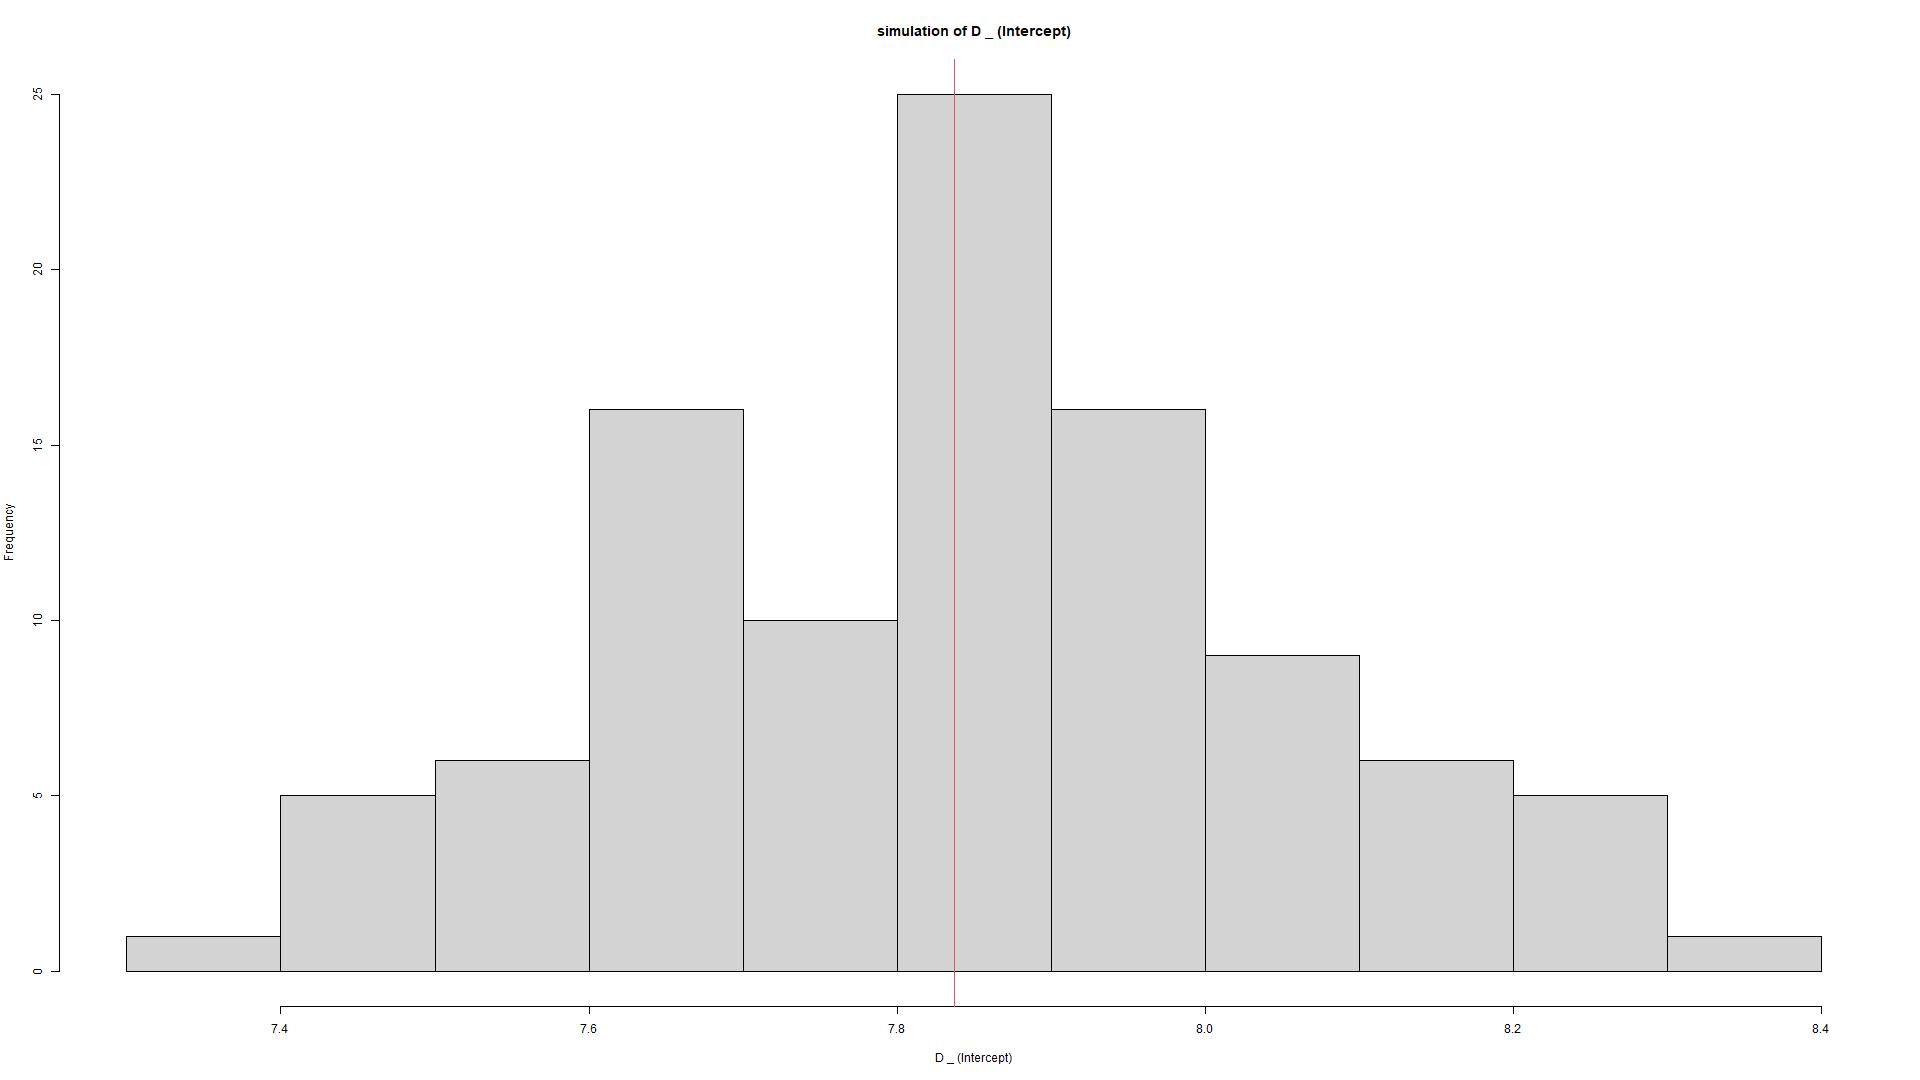 simulation of D _ (Intercept)
25
20
15
10
5
0
Frequency
7.4 7.6 7.8 8.0 8.2 8.4
D _ (Intercept)